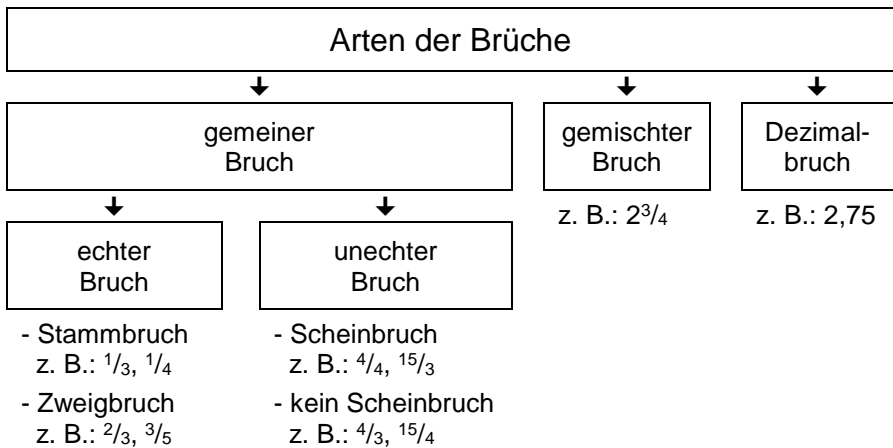 Arten der Brüche
gemeiner
Bruch
gemischter
Bruch
Dezimal-
bruch
z. B.: 2³/₄
z. B.: 2,75
echter
Bruch
unechter
Bruch
- Stammbruch
z. B.: ¹/₃, ¹/₄
- Zweigbruch
z. B.: ²/₃, ³/₅
- Scheinbruch
z. B.: ⁴/₄, ¹⁵/₃
- kein Scheinbruch
z. B.: ⁴/₃, ¹⁵/₄